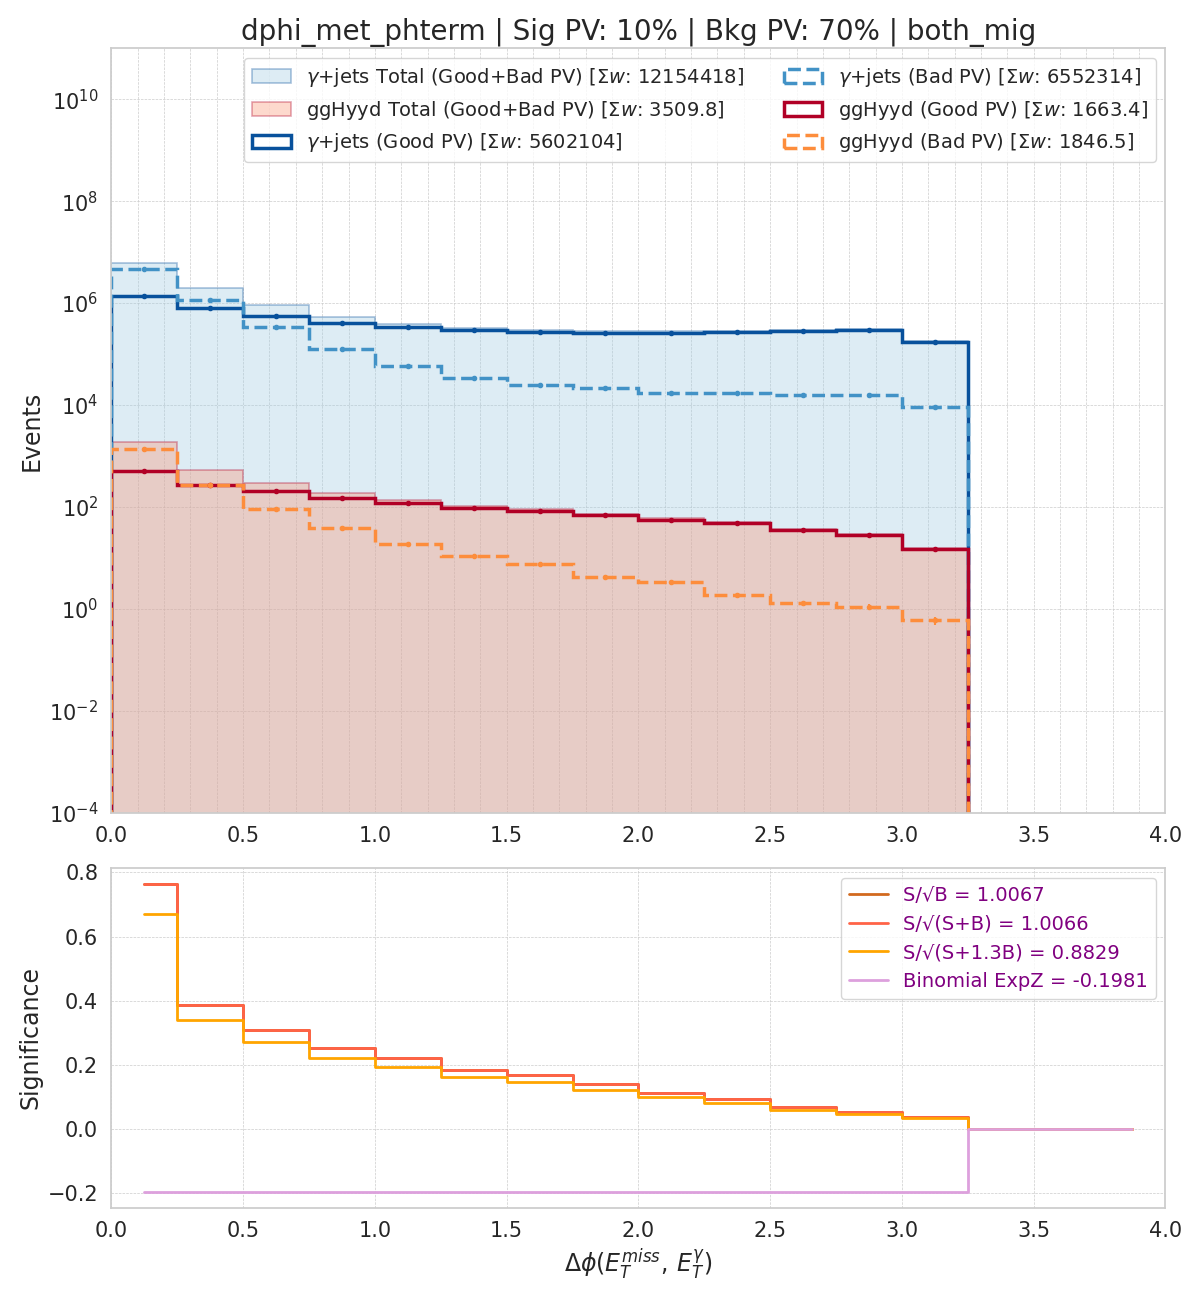 dphi_met_phterm | Sig PV: 10% | Bkg PV: 70% | both_mig
γ+jets Total (Good+Bad PV) [Σw: 12154418]
ggHyyd Total (Good+Bad PV) [Σw: 3509.8]
γ+jets (Good PV) [Σw: 5602104]
γ+jets (Bad PV) [Σw: 6552314]
ggHyyd (Good PV) [Σw: 1663.4]
ggHyyd (Bad PV) [Σw: 1846.5]
Events
10^10
10^8
10^6
10^4
10^2
10^0
10^−2
10^−4
0.0 0.5 1.0 1.5 2.0 2.5 3.0 3.5 4.0
S/√B = 1.0067
S/√(S+B) = 1.0066
S/√(S+1.3B) = 0.8829
Binomial ExpZ = -0.1981
Significance
0.8
0.6
0.4
0.2
0.0
−0.2
0.0 0.5 1.0 1.5 2.0 2.5 3.0 3.5 4.0
Δϕ(E_T^miss, E_T^γ)